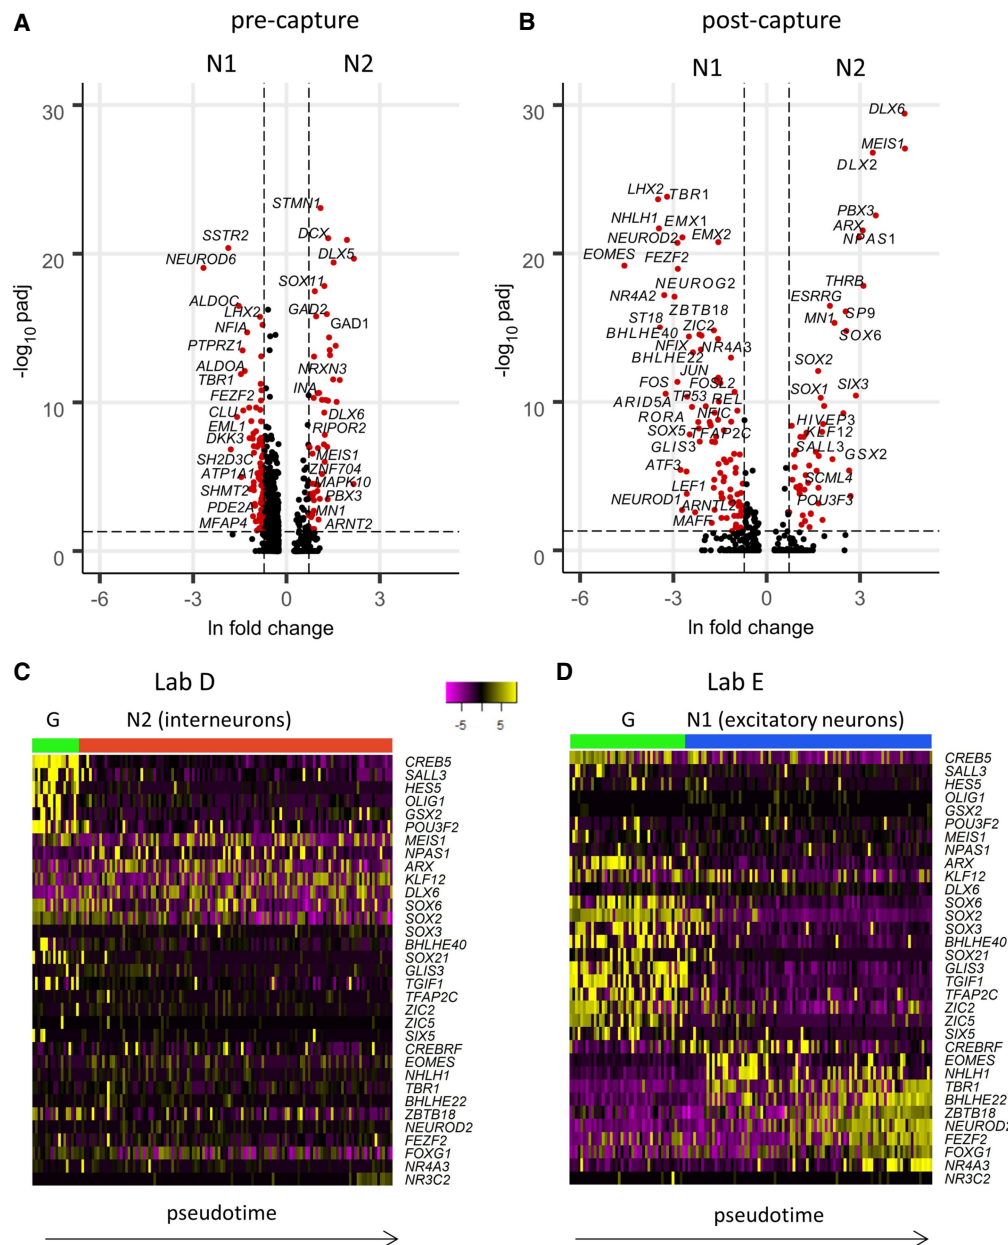 A
pre-capture
N1
N2
-log10 padj
30
20
10
0
STMN1
DCX
SSTR2
NEUROD6
DLX5
SOX11
ALDOC
LHX2
GAD2
NFIA
GAD1
PTPRZ1
NRXN3
ALDOA
TBR1
INA
FEZF2
CLU
DLX6
EML1
RIPOR2
DKK3
MEIS1
SH2D3C
ZNF704
ATP1A1
MAPK10
SHMT2
PBX3
PDE2A
MN1
MFAP4
ARNT2
-6
-3
0
3
ln fold change
B
post-capture
N1
N2
-log10 padj
30
20
10
0
DLX6
MEIS1
DLX2
LHX2
TBR1
PBX3
NHLH1
EMX1
ARX
NEUROD2
EMX2
NPAS1
EOMES
FEZF2
NEUROG2
THRB
NR4A2
ESRRG
ZBTB18
SP9
ST18
ZIC2
MN1
BHLHE40
SOX6
NFIX
NR4A3
BHLHE22
SOX2
JUN
FOS
FOSL2
SIX3
TP53
SOX1
ARID5A
REL
RORA
NFIC
HIVEP3
SOX5
TFAP2C
KLF12
GLIS3
SALL3
GSX2
ATF3
SCML4
LEF1
NEUROD1
ARNTL2
POU3F3
MAFF
-6
-3
0
3
ln fold change
C
Lab D
G
N2 (interneurons)
-5
5
CREB5
SALL3
HES5
OLIG1
GSX2
POU3F2
MEIS1
NPAS1
ARX
KLF12
DLX6
SOX6
SOX2
SOX3
BHLHE40
SOX21
GLIS3
TGIF1
TFAP2C
ZIC2
ZIC5
SIX5
CREBRF
EOMES
NHLH1
TBR1
BHLHE22
ZBTB18
NEUROD2
FEZF2
FOXG1
NR4A3
NR3C2
pseudotime
D
Lab E
G
N1 (excitatory neurons)
CREB5
SALL3
HES5
OLIG1
GSX2
POU3F2
MEIS1
NPAS1
ARX
KLF12
DLX6
SOX6
SOX2
SOX3
BHLHE40
SOX21
GLIS3
TGIF1
TFAP2C
ZIC2
ZIC5
SIX5
CREBRF
EOMES
NHLH1
TBR1
BHLHE22
ZBTB18
NEUROD2
FEZF2
FOXG1
NR4A3
NR3C2
pseudotime